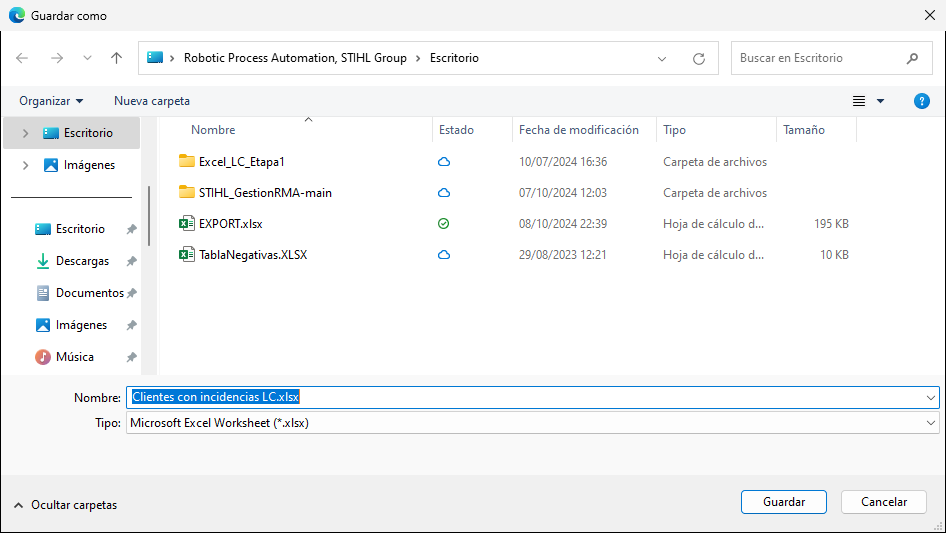 Guardar como
Robotic Process Automation, STIHL Group > Escritorio
Buscar en Escritorio
Organizar Nueva carpeta
Nombre Estado Fecha de modificación Tipo Tamaño
Escritorio
Imágenes
Excel_LC_Etapa1 10/07/2024 16:36 Carpeta de archivos
STIHL_GestionRMA-main 07/10/2024 12:03 Carpeta de archivos
EXPORT.xlsx 08/10/2024 22:39 Hoja de cálculo d... 195 KB
TablaNegativas.XLSX 29/08/2023 12:21 Hoja de cálculo d... 10 KB
Escritorio
Descargas
Documentos
Imágenes
Música
Nombre: Clientes con incidencias LC.xlsx
Tipo: Microsoft Excel Worksheet (*.xlsx)
Ocultar carpetas
Guardar Cancelar